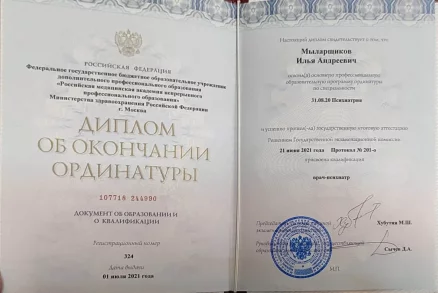 РОССИЙСКАЯ ФЕДЕРАЦИЯ
Федеральное государственное бюджетное образовательное учреждение
дополнительного профессионального образования
«Российская медицинская академия непрерывного
профессионального образования»
Министерства здравоохранения Российской Федерации
г. Москва
ДИПЛОМ
ОБ ОКОНЧАНИИ
ОРДИНАТУРЫ
107718 244990
ДОКУМЕНТ ОБ ОБРАЗОВАНИИ И
О КВАЛИФИКАЦИИ
Регистрационный номер
324
Дата выдачи
01 июля 2021 года
Настоящий диплом свидетельствует о том, что
Мыларщиков
Илья Андреевич
образовательную программу ординатуры
по специальности
31.08.20 Психиатрия
и успешно прошел(-ла) государственную итоговую аттестацию
Решением Государственной экзаменационной комиссии
21 июня 2021 года Протокол № 201-о
присвоена квалификация
врач-психиатр
Хубутия М.Ш.
Сычев Д.А.
М.П.